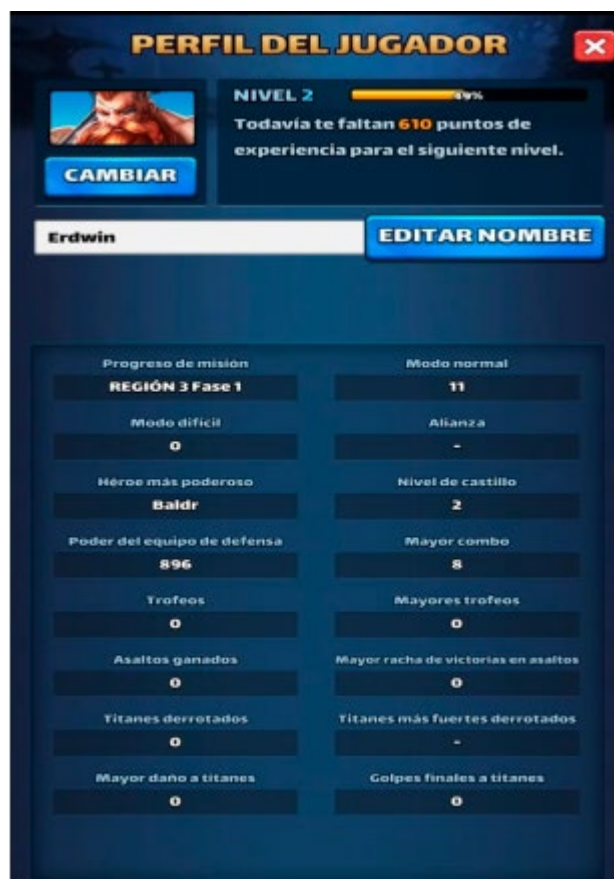 PERFIL DEL JUGADOR
NIVEL 2
49%
Todavía te faltan 610 puntos de
experiencia para el siguiente nivel.
CAMBIAR
Erdwin
EDITAR NOMBRE
Progreso de misión
REGIÓN 3 Fase 1
Modo normal
11
Modo difícil
0
Alianza
-
Héroe más poderoso
Baldr
Nivel de castillo
2
Poder del equipo de defensa
896
Mayor combo
8
Trofeos
0
Mayores trofeos
0
Asaltos ganados
0
Mayor racha de victorias en asaltos
0
Titanes derrotados
0
Titanes más fuertes derrotados
-
Mayor daño a titanes
0
Golpes finales a titanes
0